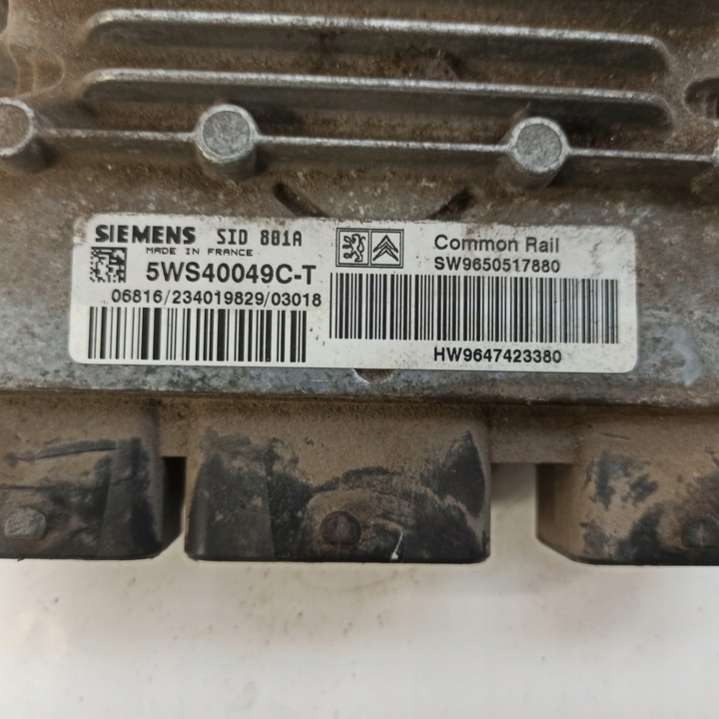 SIEMENS SID 801A
MADE IN FRANCE
5WS40049C-T
06816/234019829/03018
Common Rail
SW9650517880
HW9647423380